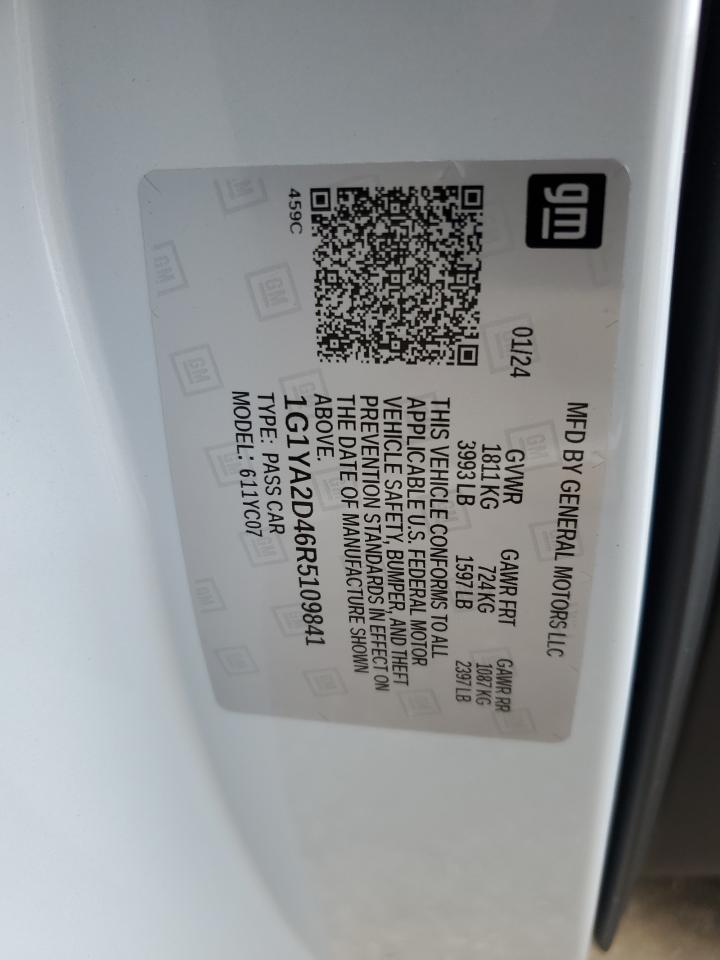 gm
MFD BY GENERAL MOTORS LLC
01/24
GVWR GAWR FRT GAWR RR
1811 KG 724 KG 1087 KG
3993 LB 1597 LB 2397 LB
THIS VEHICLE CONFORMS TO ALL
APPLICABLE U.S. FEDERAL MOTOR
VEHICLE SAFETY, BUMPER, AND THEFT
PREVENTION STANDARDS IN EFFECT ON
THE DATE OF MANUFACTURE SHOWN
ABOVE.
459C
1G1YA2D46R5109841
TYPE: PASS CAR
MODEL: 611YC07